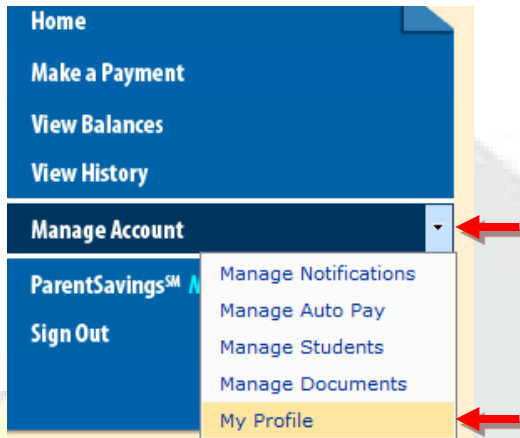 Home
Make a Payment
View Balances
View History
Manage Account
ParentSavings℠
Sign Out
Manage Notifications
Manage Auto Pay
Manage Students
Manage Documents
My Profile